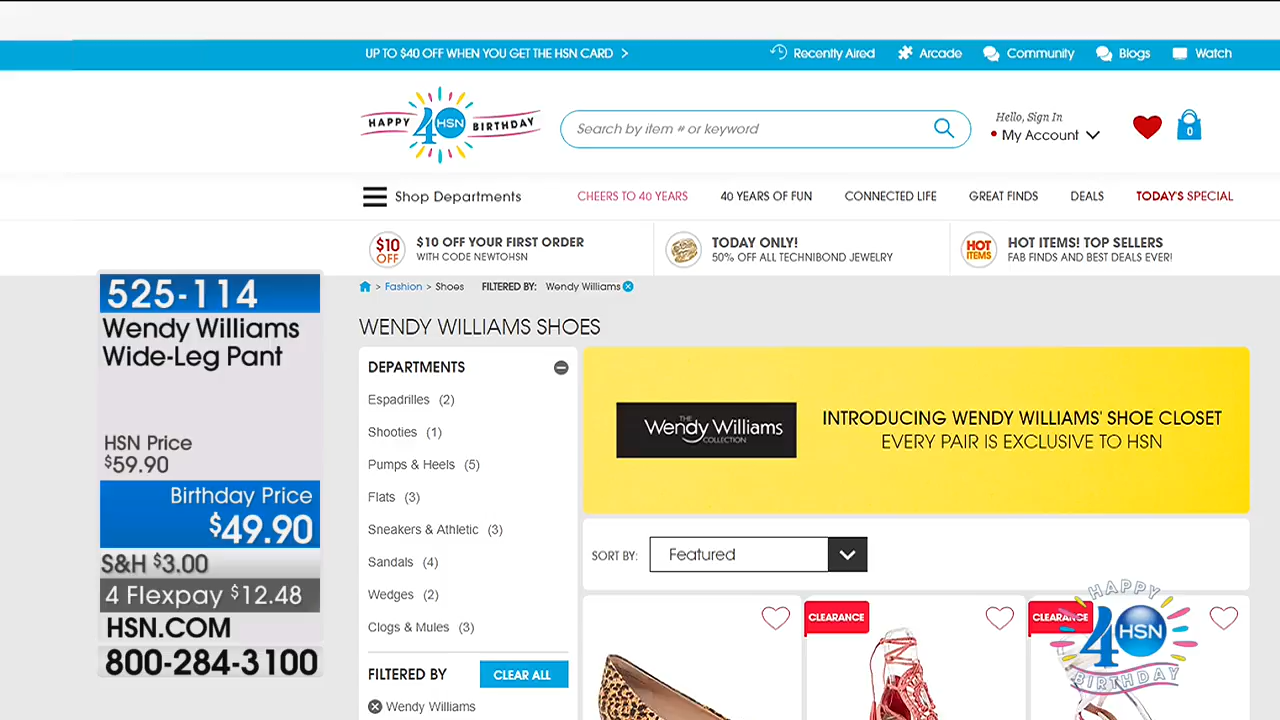 UP TO $40 OFF WHEN YOU GET THE HSN CARD >
Recently Aired
Arcade
Community
Blogs
Watch
HAPPY 40 HSN BIRTHDAY
Search by item # or keyword
Hello, Sign In
My Account
0
Shop Departments
CHEERS TO 40 YEARS
40 YEARS OF FUN
CONNECTED LIFE
GREAT FINDS
DEALS
TODAY'S SPECIAL
$10 OFF
$10 OFF YOUR FIRST ORDER
WITH CODE NEWTOHSN
TODAY ONLY!
50% OFF ALL TECHNIBOND JEWELRY
HOT ITEMS
HOT ITEMS! TOP SELLERS
FAB FINDS AND BEST DEALS EVER!
525-114
Wendy Williams
Wide-Leg Pant
HSN Price
$59.90
Birthday Price
$49.90
S&H $3.00
4 Flexpay $12.48
HSN.COM
800-284-3100
> Fashion > Shoes FILTERED BY: Wendy Williams
WENDY WILLIAMS SHOES
DEPARTMENTS
Espadrilles (2)
Shooties (1)
Pumps & Heels (5)
Flats (3)
Sneakers & Athletic (3)
Sandals (4)
Wedges (2)
Clogs & Mules (3)
FILTERED BY
CLEAR ALL
Wendy Williams
THE
Wendy Williams
COLLECTION
INTRODUCING WENDY WILLIAMS' SHOE CLOSET
EVERY PAIR IS EXCLUSIVE TO HSN
SORT BY: Featured
CLEARANCE
CLEARANCE
HAPPY
40 HSN
BIRTHDAY